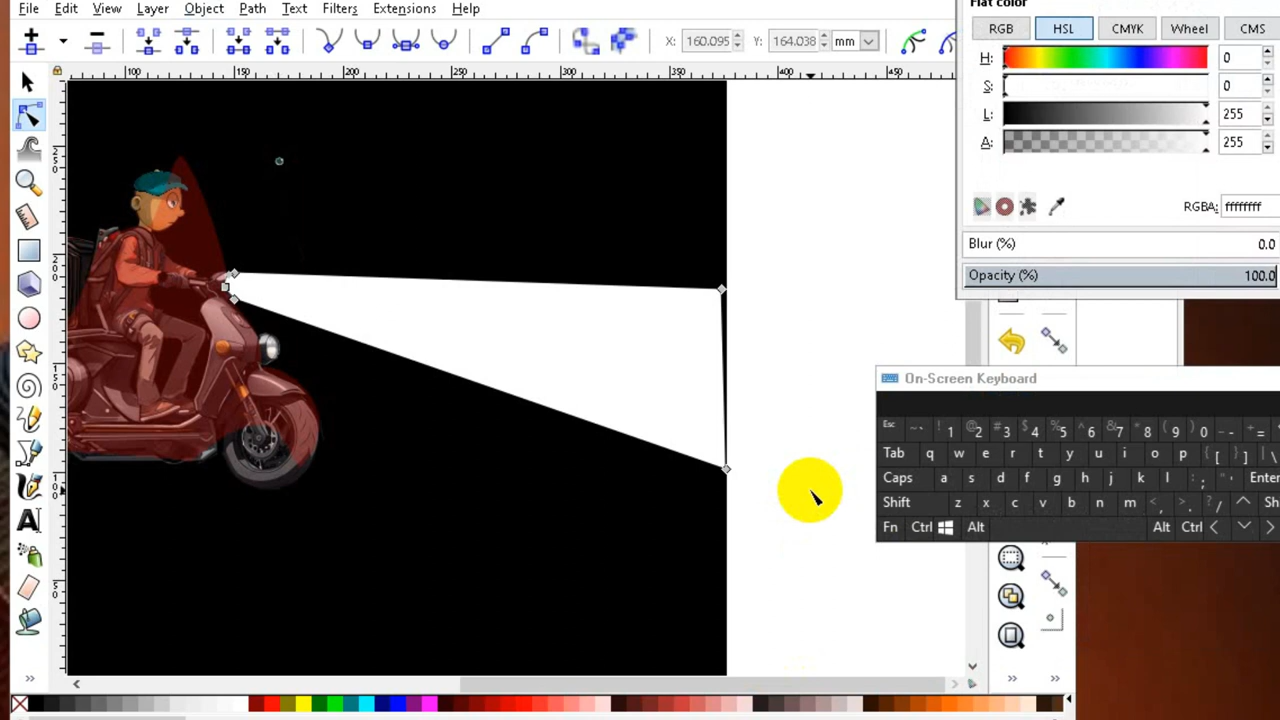 File Edit View Layer Object Path Text Filters Extensions Help
Flat color
RGB HSL CMYK Wheel CMS
X: 160.095 Y: 164.038 mm
H: 0
S: 0
L: 255
A: 255
100 150 200 250 300 350 400 450
RGBA: ffffffff
Blur (%) 0.0
Opacity (%) 100.0
On-Screen Keyboard
Esc ~ ` ! 1 @ 2 # 3 $ 4 % 5 ^ 6 & 7 * 8 ( 9 ) 0 _ - + =
Tab q w e r t y u i o p { [ } ] | \
Caps a s d f g h j k l : ; " ' Enter
Shift z x c v b n m < , > . ? / ^ Sh
Fn Ctrl Alt Alt Ctrl
A